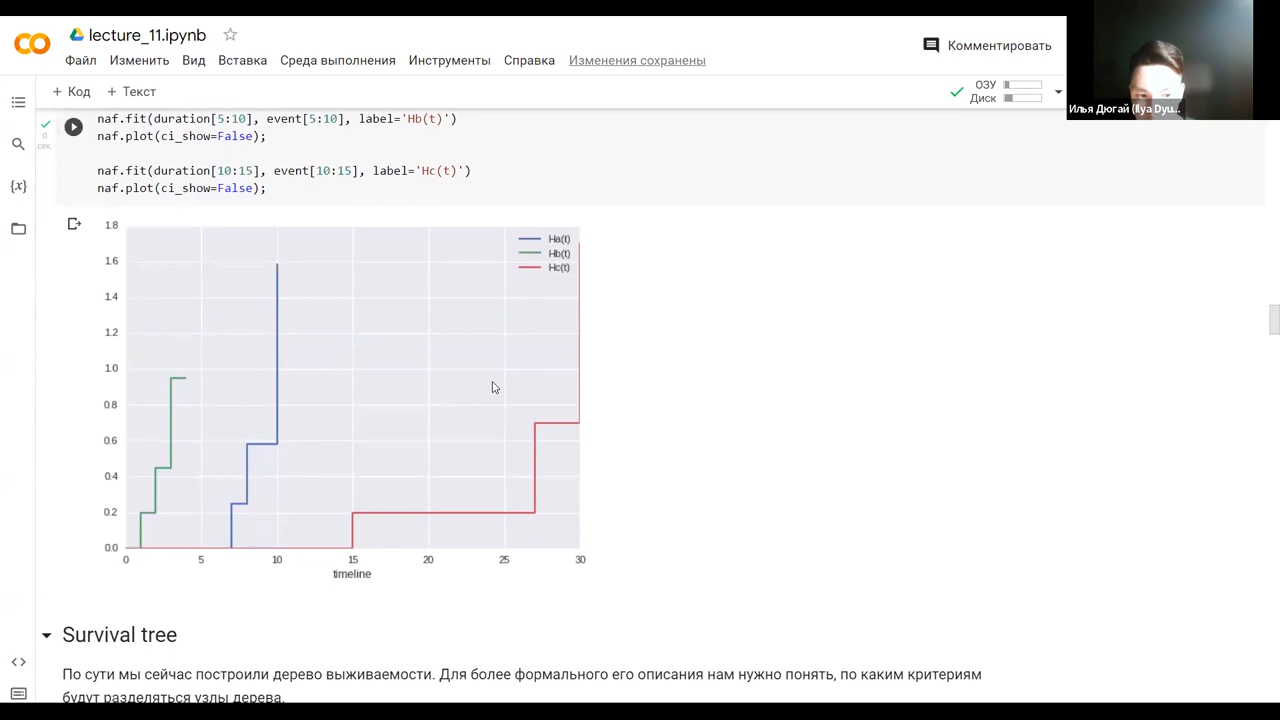 lecture_11.ipynb
Комментировать
Файл Изменить Вид Вставка Среда выполнения Инструменты Справка Изменения сохранены
+ Код + Текст
ОЗУ
Диск
Илья Дюгай (Ilya Dyu...
naf.fit(duration[5:10], event[5:10], label='Hb(t)')
naf.plot(ci_show=False);
naf.fit(duration[10:15], event[10:15], label='Hc(t)')
naf.plot(ci_show=False);
0
сек.
{x}
1.8
1.6
1.4
1.2
1.0
0.8
0.6
0.4
0.2
0.0
Ha(t)
Hb(t)
Hc(t)
0 5 10 15 20 25 30
timeline
Survival tree
По сути мы сейчас построили дерево выживаемости. Для более формального его описания нам нужно понять, по каким критериям
будут разделяться узлы дерева.